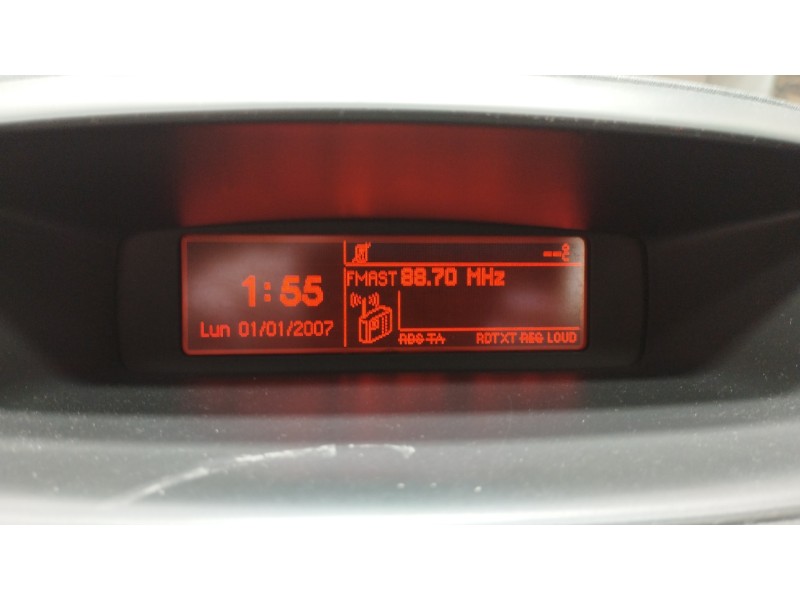 --°C
FMAST 88.70 MHz
1:55
Lun 01/01/2007
RDS TA RDTXT REG LOUD